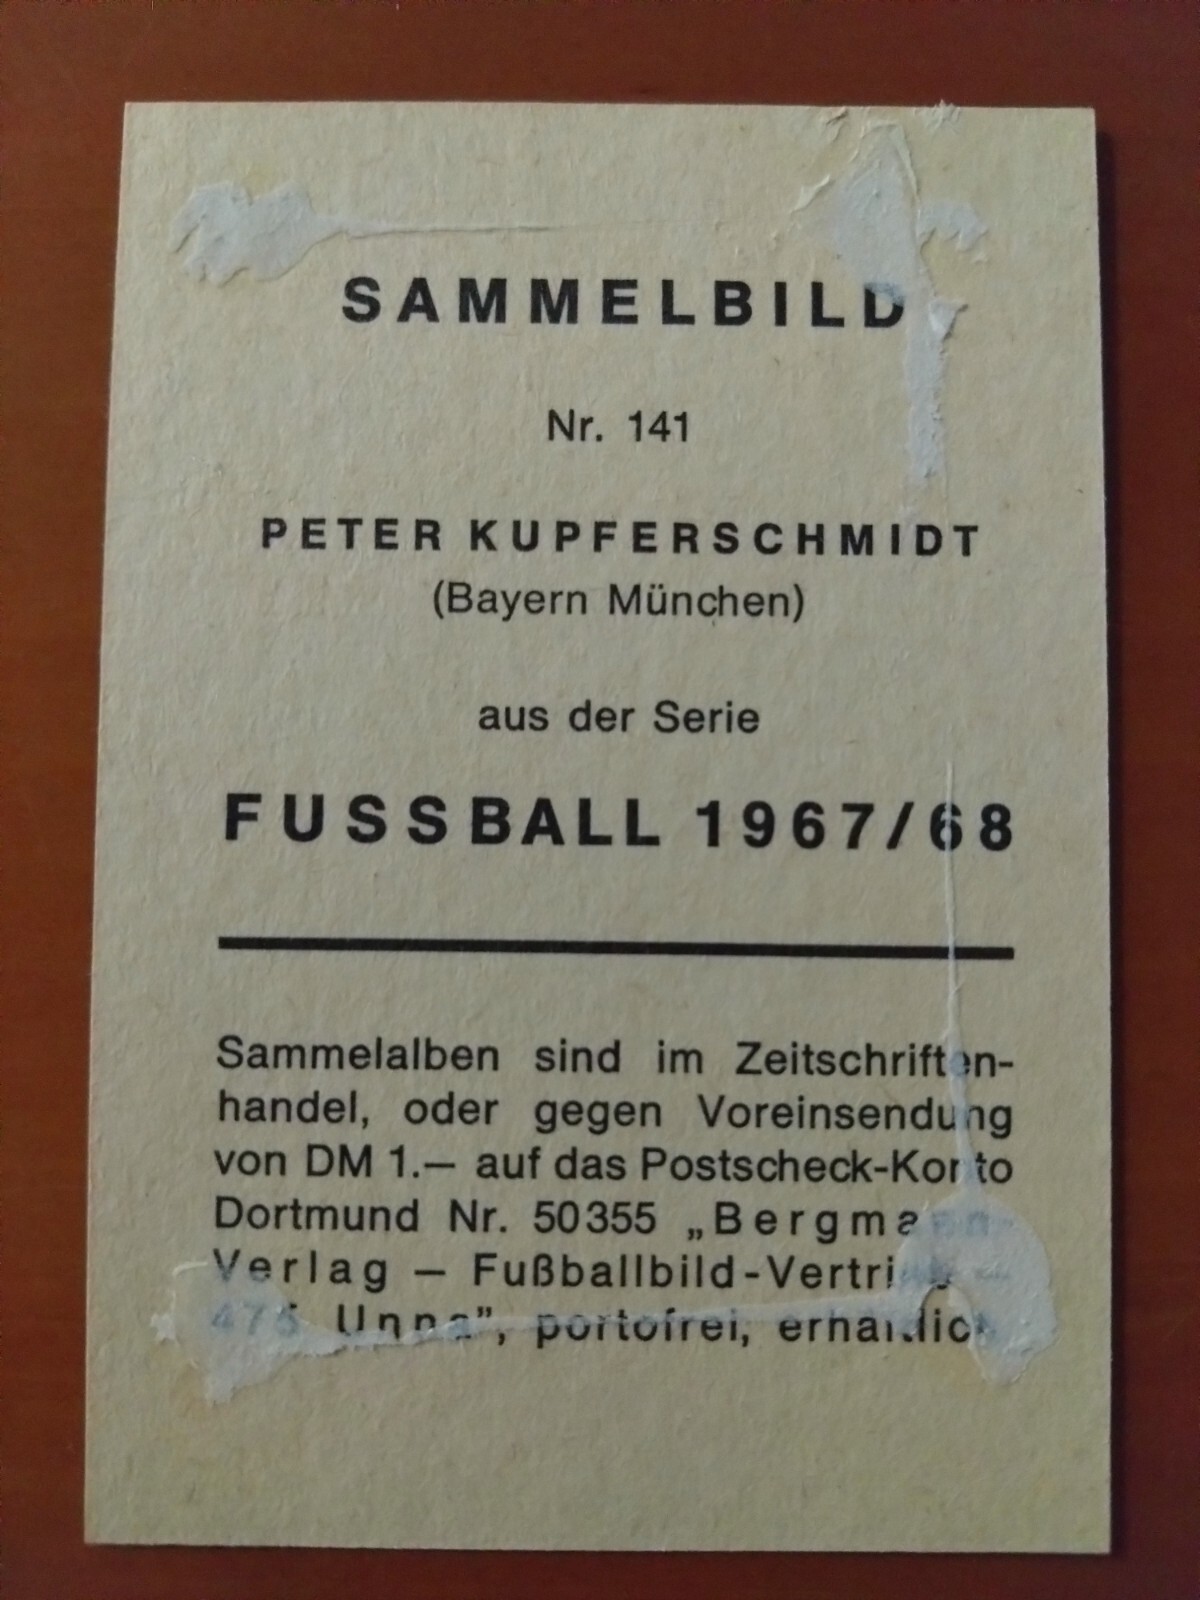 SAMMELBILD
Nr. 141
PETER KUPFERSCHMIDT
(Bayern München)
aus der Serie
FUSSBALL 1967/68
Sammelalben sind im Zeitschriften-
handel, oder gegen Voreinsendung
von DM 1.— auf das Postscheck-Konto
Dortmund Nr. 50355 „Bergmann-
Verlag — Fußballbild-Vertrieb —
475 Unna”, portofrei, erhältlich.